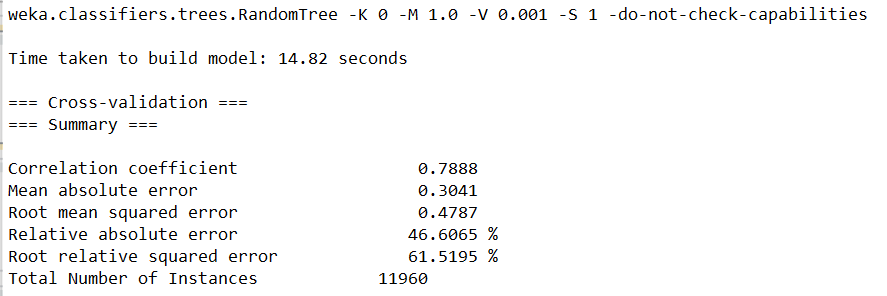 weka.classifiers.trees.RandomTree -K 0 -M 1.0 -V 0.001 -S 1 -do-not-check-capabilities
Time taken to build model: 14.82 seconds
=== Cross-validation ===
=== Summary ===
Correlation coefficient 0.7888
Mean absolute error 0.3041
Root mean squared error 0.4787
Relative absolute error 46.6065 %
Root relative squared error 61.5195 %
Total Number of Instances 11960